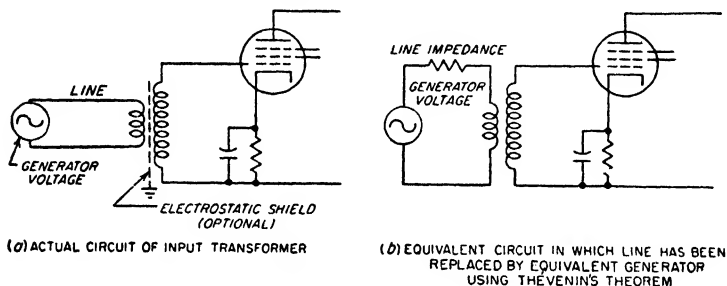 LINE
GENERATOR
VOLTAGE
ELECTROSTATIC SHIELD
(OPTIONAL)
(a) ACTUAL CIRCUIT OF INPUT TRANSFORMER
LINE IMPEDANCE
GENERATOR
VOLTAGE
(b) EQUIVALENT CIRCUIT IN WHICH LINE HAS BEEN
REPLACED BY EQUIVALENT GENERATOR
USING THÉVENIN'S THEOREM